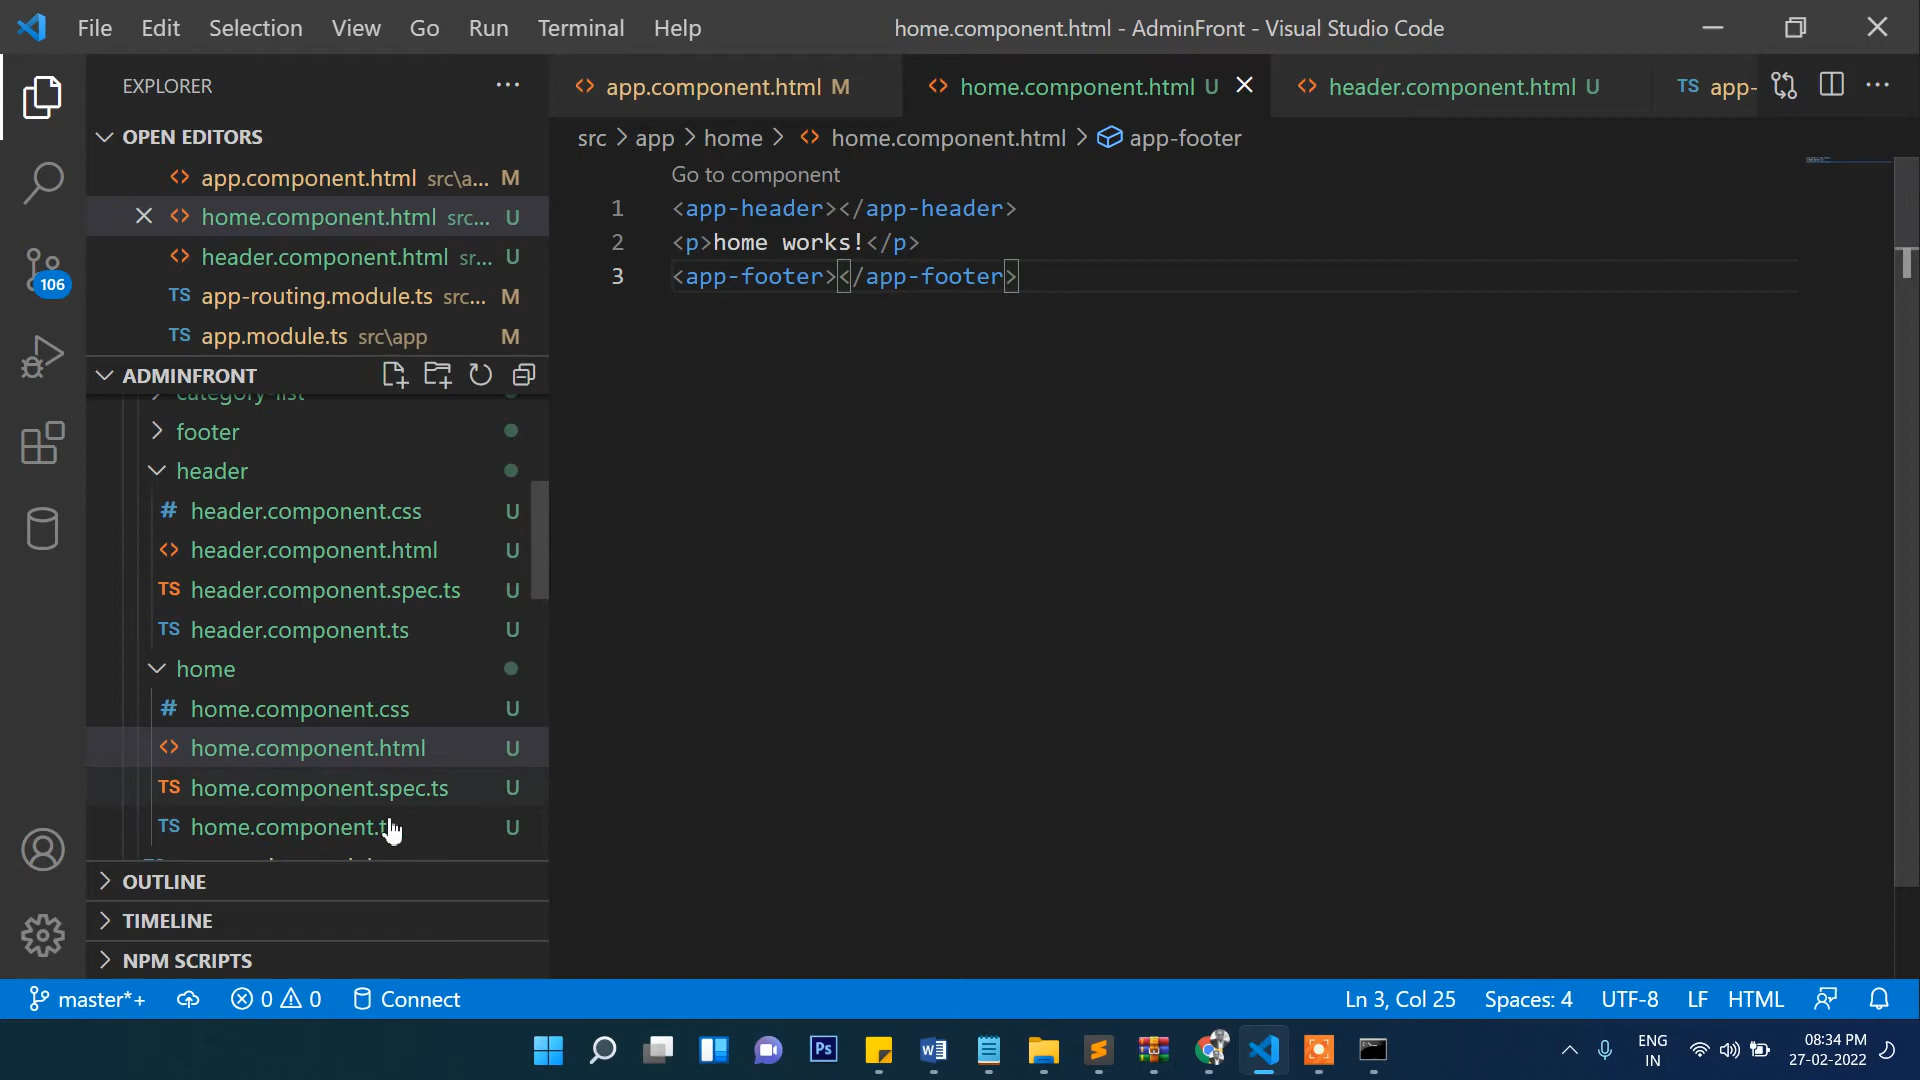 File Edit Selection View Go Run Terminal Help home.component.html - AdminFront - Visual Studio Code
EXPLORER
app.component.html M home.component.html U header.component.html U TS app-
OPEN EDITORS
src > app > home > home.component.html > app-footer
app.component.html src\a... M
home.component.html src... U
header.component.html sr... U
TS app-routing.module.ts src... M
TS app.module.ts src\app M
Go to component
1 <app-header></app-header>
2 <p>home works!</p>
3 <app-footer></app-footer>
106
ADMINFRONT
category-list
footer
header
# header.component.css U
header.component.html U
TS header.component.spec.ts U
TS header.component.ts U
home
# home.component.css U
home.component.html U
TS home.component.spec.ts U
TS home.component.t U
OUTLINE
TIMELINE
NPM SCRIPTS
master*+ 0 0 Connect Ln 3, Col 25 Spaces: 4 UTF-8 LF HTML
Ps W S ENG IN 08:34 PM
27-02-2022